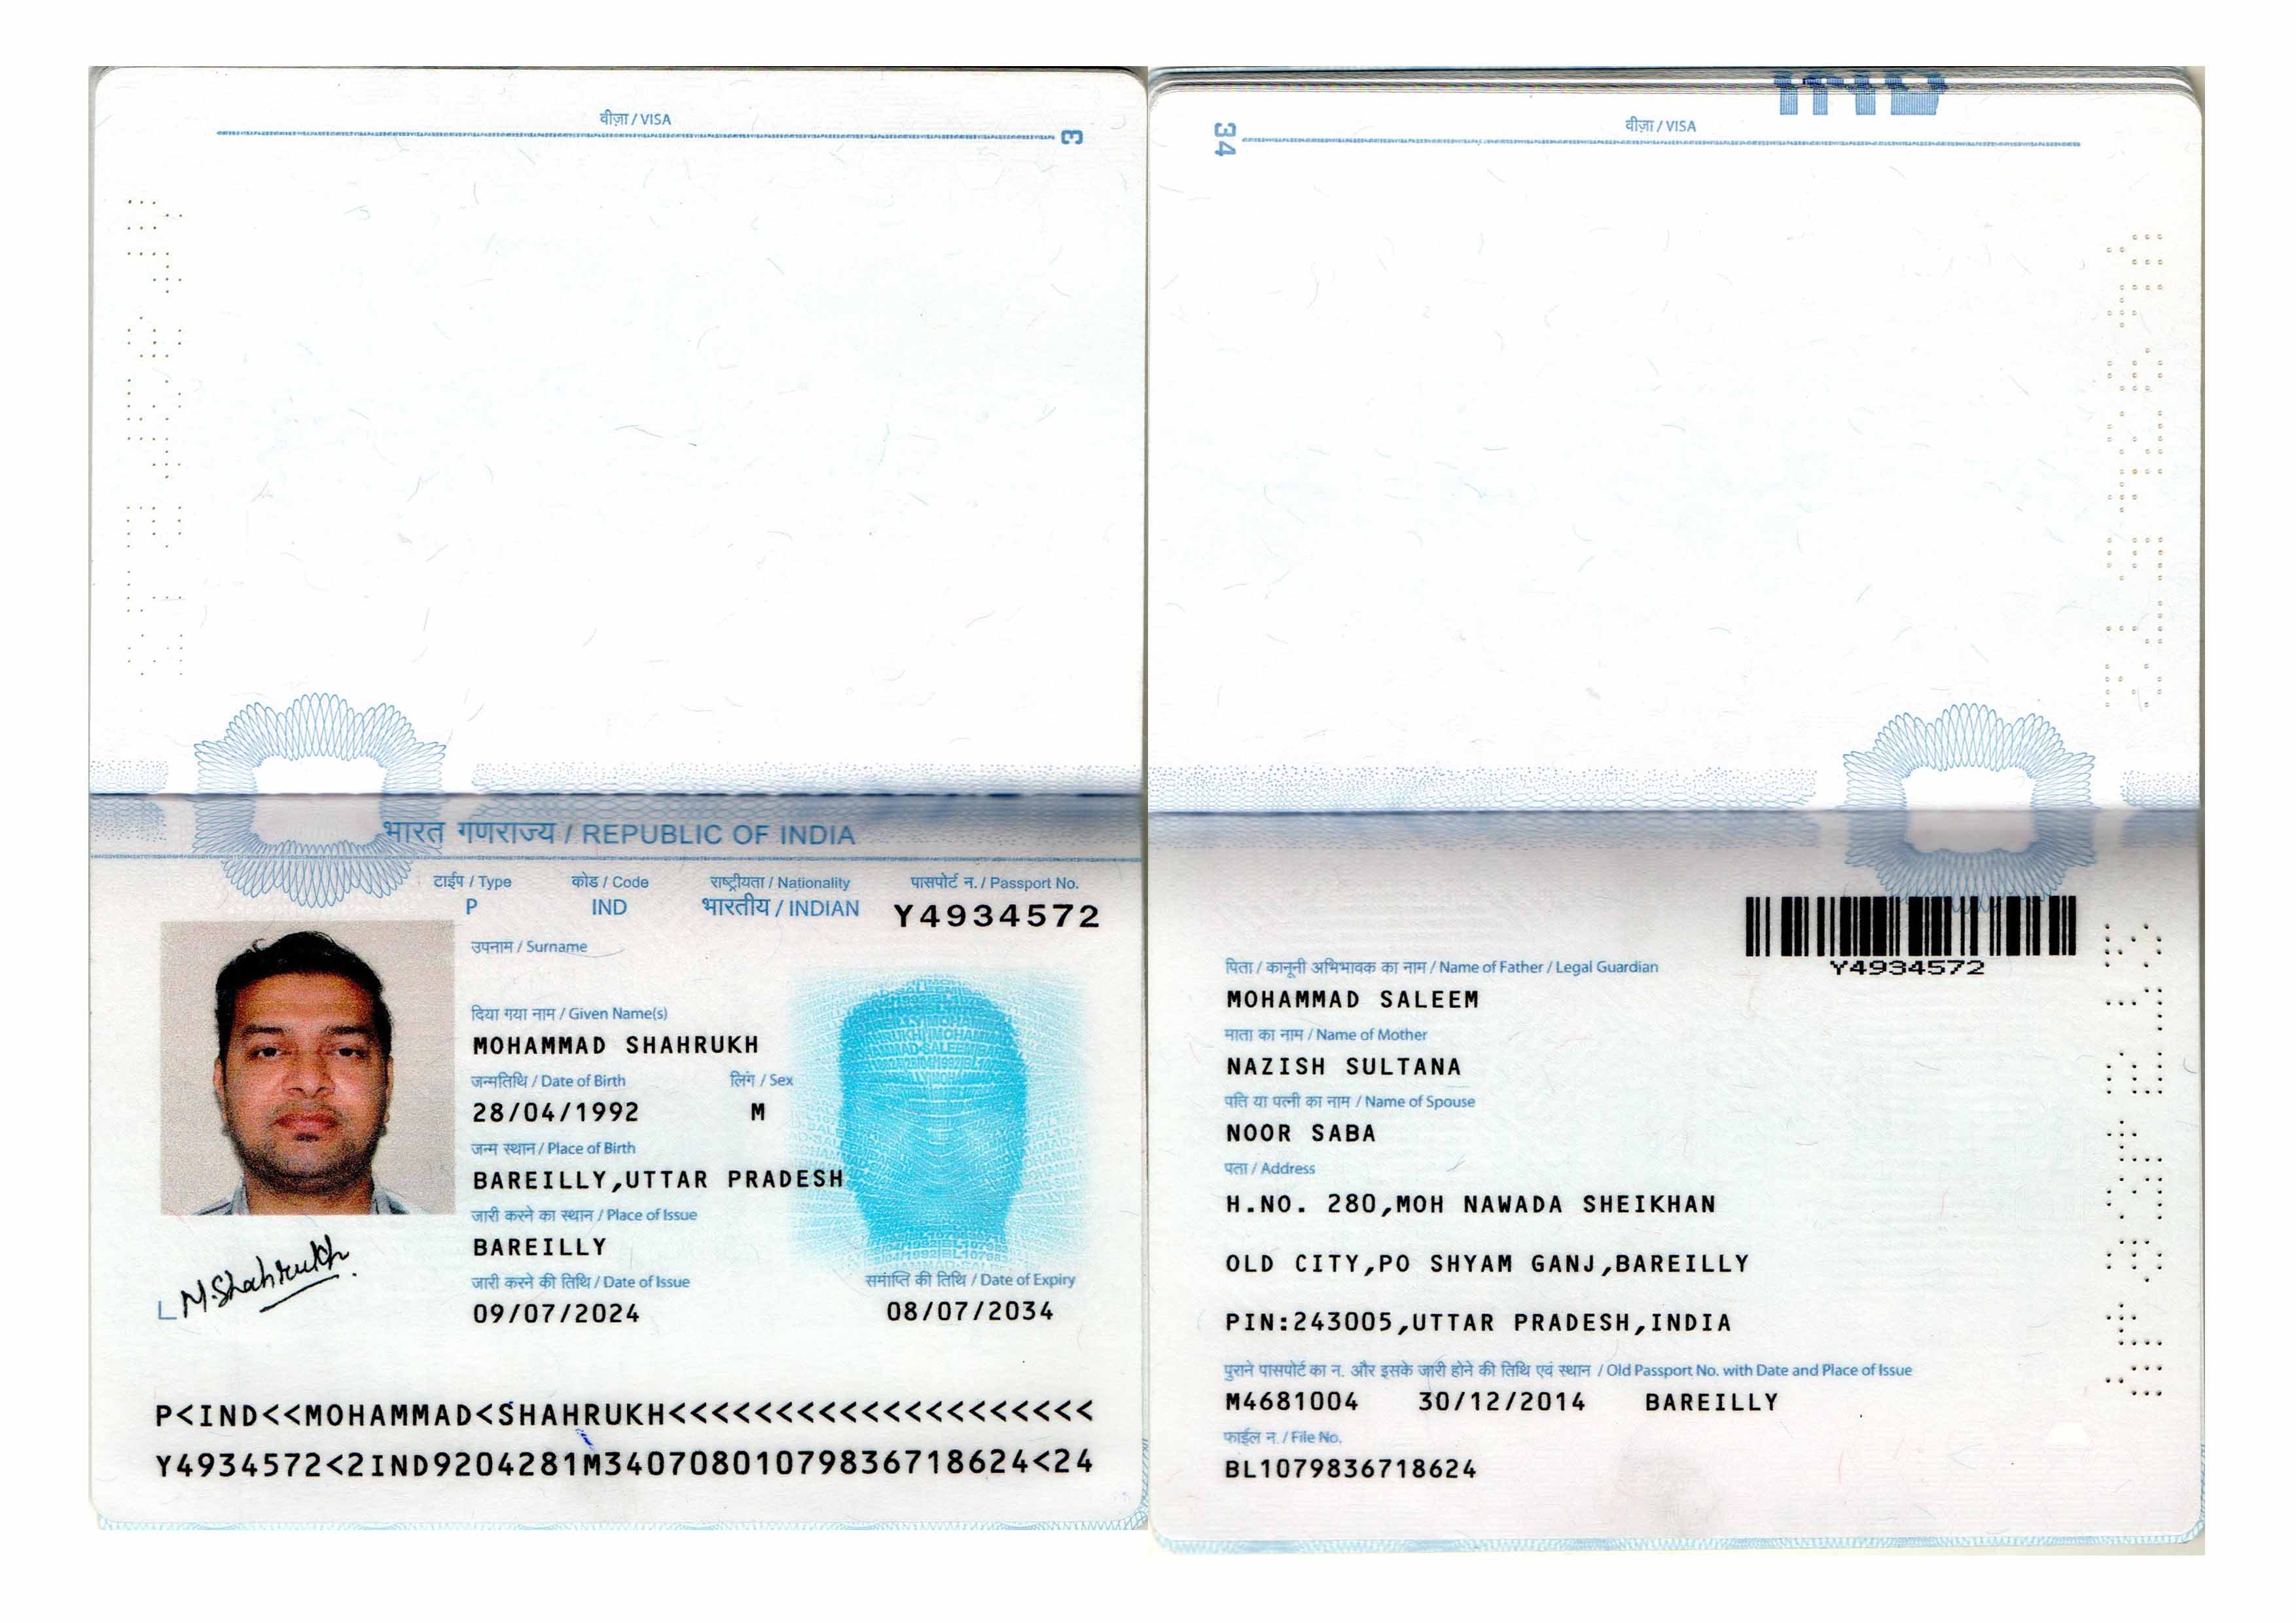 वीज़ा / VISA
3
भारत गणराज्य / REPUBLIC OF INDIA
टाईप / Type
कोड / Code
राष्ट्रीयता / Nationality
पासपोर्ट न. / Passport No.
P
IND
भारतीय / INDIAN
Y4934572
उपनाम / Surname
दिया गया नाम / Given Name(s)
MOHAMMAD SHAHRUKH
जन्मतिथि / Date of Birth
लिंग / Sex
28/04/1992
M
जन्म स्थान / Place of Birth
BAREILLY,UTTAR PRADESH
जारी करने का स्थान / Place of Issue
BAREILLY
जारी करने की तिथि / Date of Issue
समाप्ति की तिथि / Date of Expiry
09/07/2024
08/07/2034
M.Shahrukh
P<IND<<MOHAMMAD<SHAHRUKH<<<<<<<<<<<<<<<<<<<<
Y4934572<2IND9204281M34070801079836718624<24
वीज़ा / VISA
34
Y4934572
पिता / कानूनी अभिभावक का नाम / Name of Father / Legal Guardian
MOHAMMAD SALEEM
माता का नाम / Name of Mother
NAZISH SULTANA
पति या पत्नी का नाम / Name of Spouse
NOOR SABA
पता / Address
H.NO. 280,MOH NAWADA SHEIKHAN
OLD CITY,PO SHYAM GANJ,BAREILLY
PIN:243005,UTTAR PRADESH,INDIA
पुराने पासपोर्ट का न. और इसके जारी होने की तिथि एवं स्थान / Old Passport No. with Date and Place of Issue
M4681004 30/12/2014 BAREILLY
फाईल न. / File No.
BL1079836718624